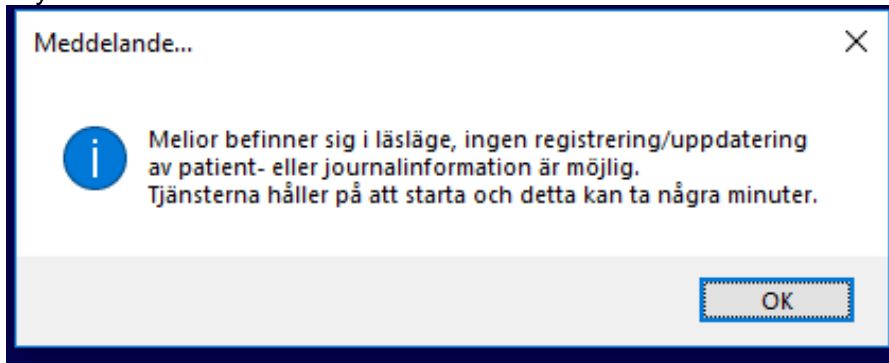 Meddelande...
Melior befinner sig i läsläge, ingen registrering/uppdatering
av patient- eller journalinformation är möjlig.
Tjänsterna håller på att starta och detta kan ta några minuter.
OK